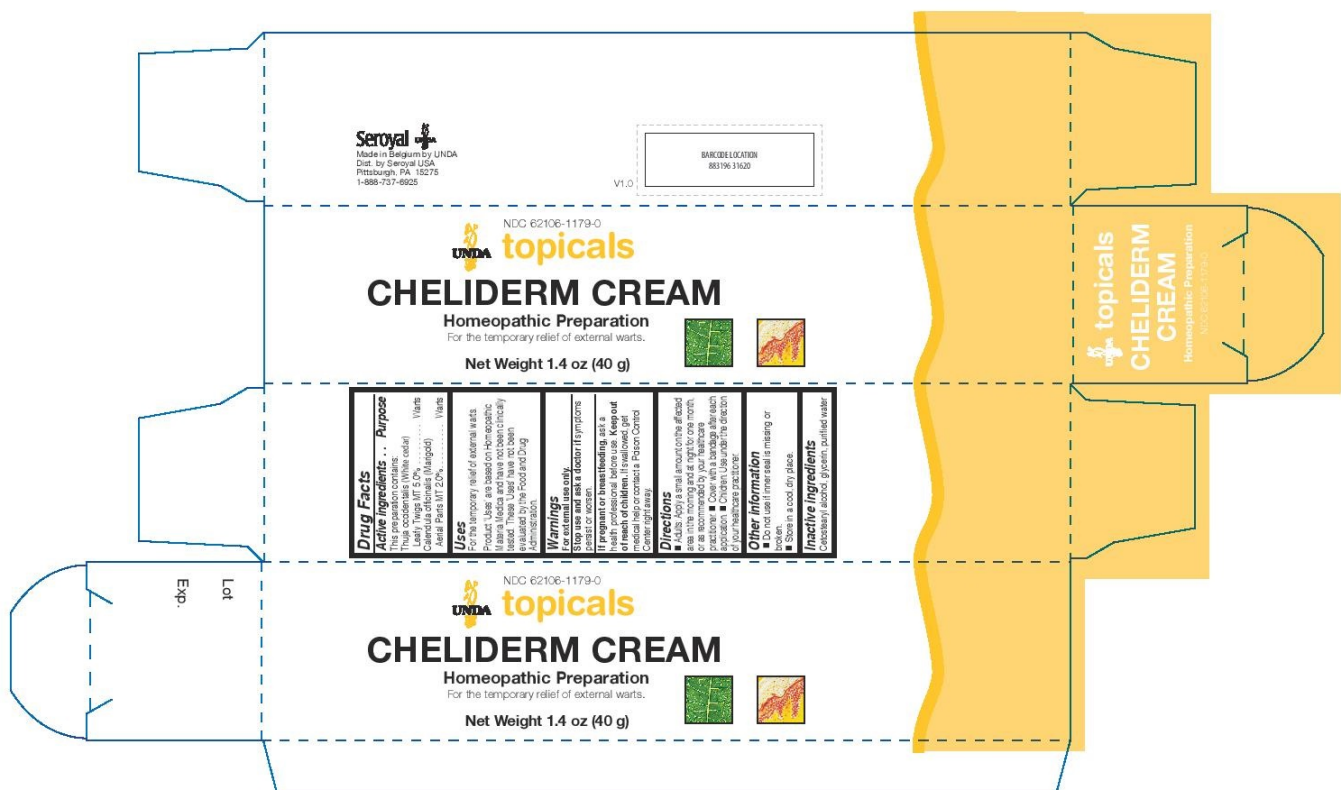 Seroyal UNDA
Made in Belgium by UNDA
Dist. by Seroyal USA
Pittsburgh, PA 15275
1-888-737-6925
V1.0
BARCODE LOCATION
883196 31620
NDC 62106-1179-0
UNDA topicals
CHELIDERM CREAM
Homeopathic Preparation
For the temporary relief of external warts.
Net Weight 1.4 oz (40 g)
UNDA topicals
CHELIDERM
CREAM
Homeopathic Preparation
NDC 62106-1179-0
Drug Facts
Active ingredients . . Purpose
This preparation contains:
Thuja occidentalis (White cedar)
Leafy Twigs MT 5.0% ........ Warts
Calendula officinalis (Marigold)
Aerial Parts MT 2.0% ........ Warts
Uses
For the temporary relief of external warts.
Product 'Uses' are based on Homeopathic
Materia Medica and have not been clinically
tested. These 'Uses' have not been
evaluated by the Food and Drug
Administration.
Warnings
For external use only.
Stop use and ask a doctor if symptoms
persist or worsen.
If pregnant or breastfeeding, ask a
health professional before use. Keep out
of reach of children. If swallowed, get
medical help or contact a Poison Control
Center right away.
Directions
■ Adults: Apply a small amount on the affected
area in the morning and at night for one month,
or as recommended by your healthcare
practitioner. ■ Cover with a bandage after each
application. ■ Children: Use under the direction
of your healthcare practitioner.
Other information
■ Do not use if inner seal is missing or
broken.
■ Store in a cool, dry place.
Inactive ingredients
Cetostearyl alcohol, glycerin, purified water
Lot
Exp.
NDC 62106-1179-0
UNDA topicals
CHELIDERM CREAM
Homeopathic Preparation
For the temporary relief of external warts.
Net Weight 1.4 oz (40 g)